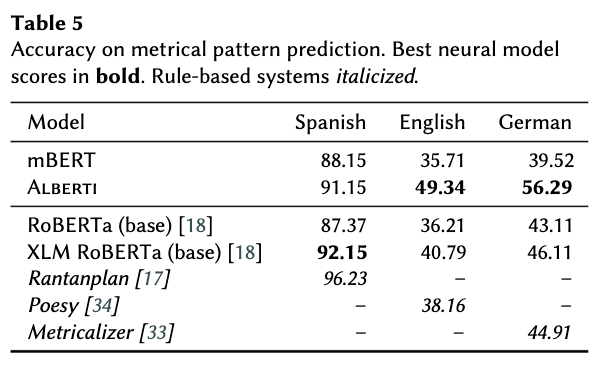 Table 5
Accuracy on metrical pattern prediction. Best neural model
scores in bold. Rule-based systems italicized.
Model Spanish English German
mBERT 88.15 35.71 39.52
Alberti 91.15 49.34 56.29
RoBERTa (base) [18] 87.37 36.21 43.11
XLM RoBERTa (base) [18] 92.15 40.79 46.11
Rantanplan [17] 96.23 – –
Poesy [34] – 38.16 –
Metricalizer [33] – – 44.91